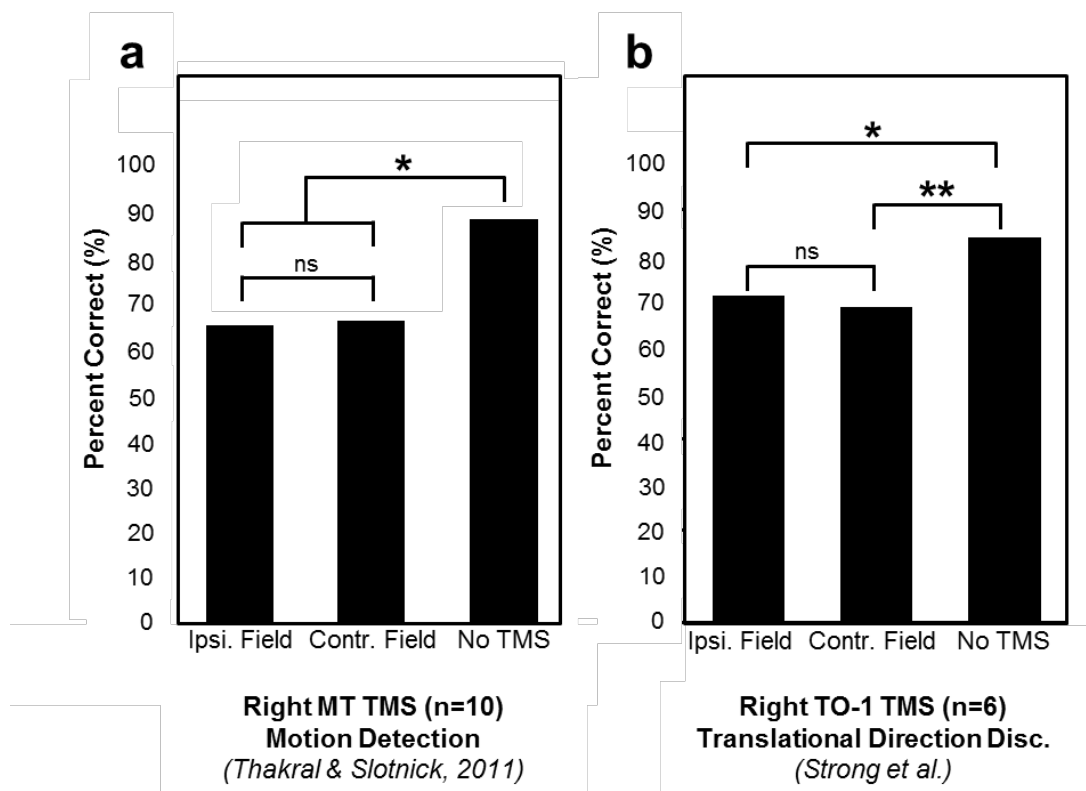 a
Percent Correct (%)
100
90
80
70
60
50
40
30
20
10
0
*
ns
Ipsi. Field Contr. Field No TMS
Right MT TMS (n=10)
Motion Detection
(Thakral & Slotnick, 2011)
b
Percent Correct (%)
100
90
80
70
60
50
40
30
20
10
0
*
**
ns
Ipsi. Field Contr. Field No TMS
Right TO-1 TMS (n=6)
Translational Direction Disc.
(Strong et al.)